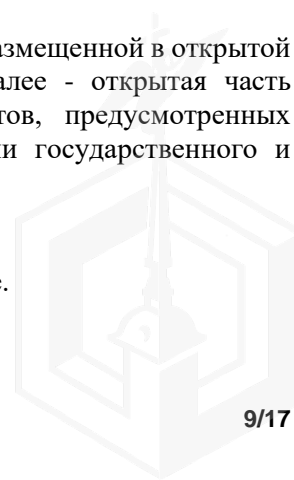 азмещенной в открытой
алее - открытая часть
тов, предусмотренных
и государственного и
.
9/17